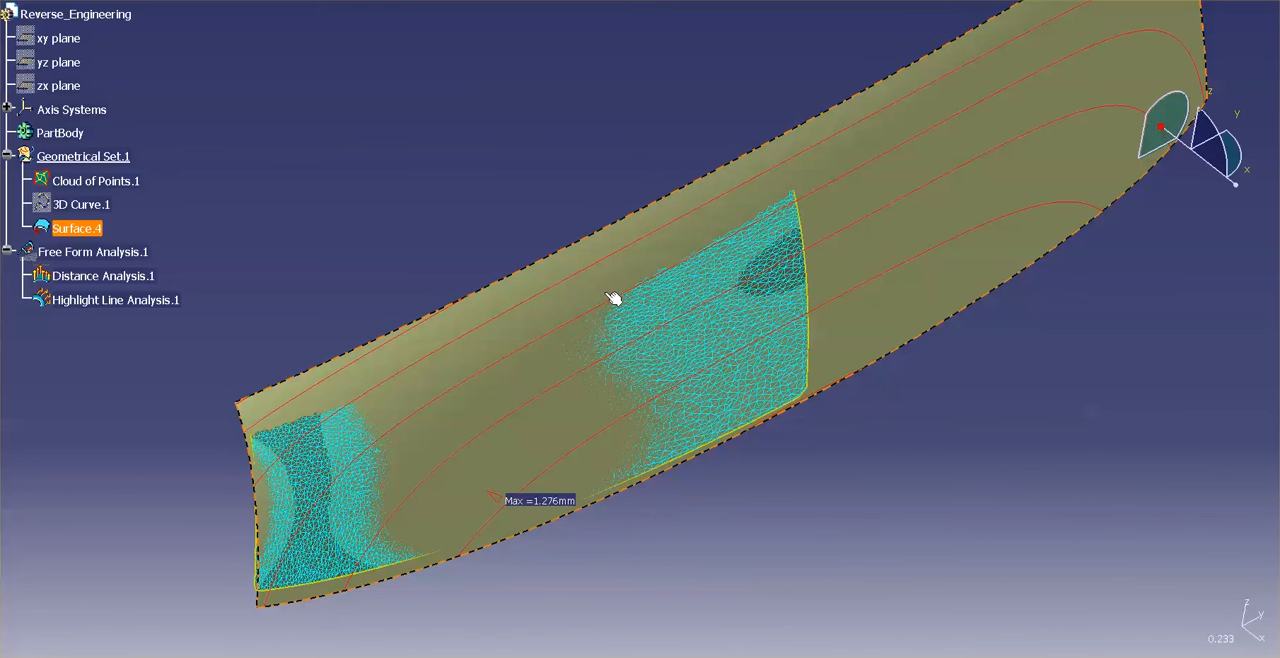 Reverse_Engineering
xy plane
yz plane
zx plane
Axis Systems
PartBody
Geometrical Set.1
Cloud of Points.1
3D Curve.1
Surface.4
Free Form Analysis.1
Distance Analysis.1
Highlight Line Analysis.1
z
y
x
Max =1.276mm
z
y
x
0.233